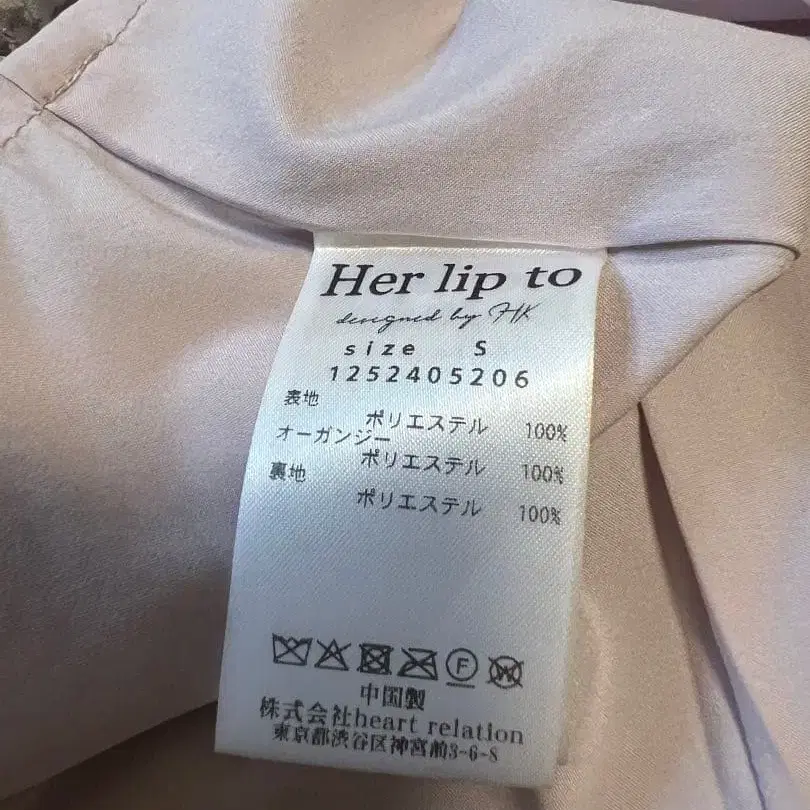 Her lip to
designed by HK
size S
1252405206
表地
ポリエステル 100%
オーガンジー
ポリエステル 100%
裏地
ポリエステル 100%
F W
中国製
株式会社heart relation
東京都渋谷区神宮前3-6-8